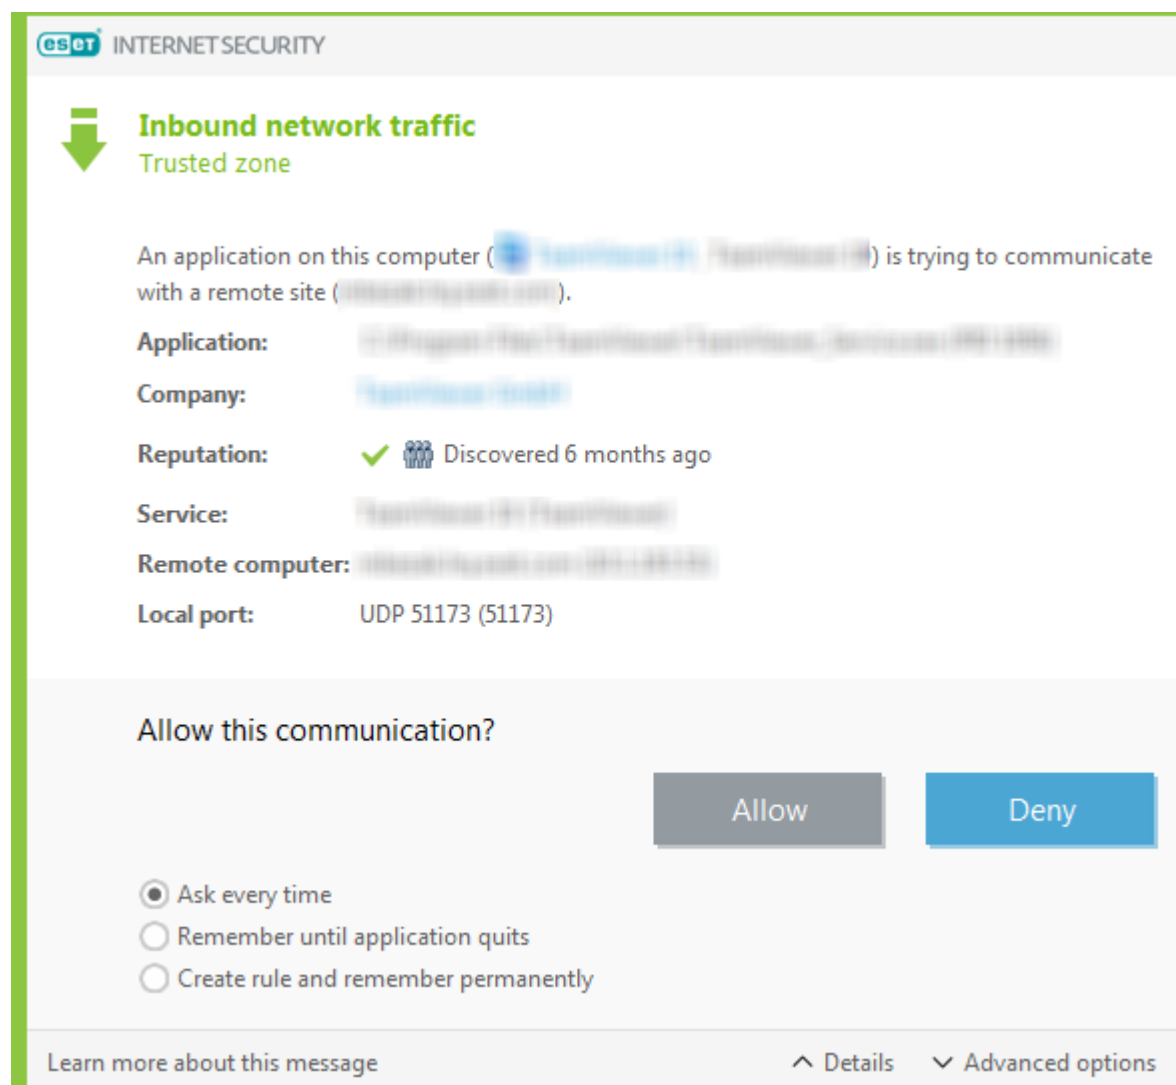 eset INTERNET SECURITY
Inbound network traffic
Trusted zone
An application on this computer ( ) is trying to communicate
with a remote site ( ).
Application:
Company:
Reputation: Discovered 6 months ago
Service:
Remote computer:
Local port: UDP 51173 (51173)
Allow this communication?
Allow Deny
Ask every time
Remember until application quits
Create rule and remember permanently
Learn more about this message Details Advanced options